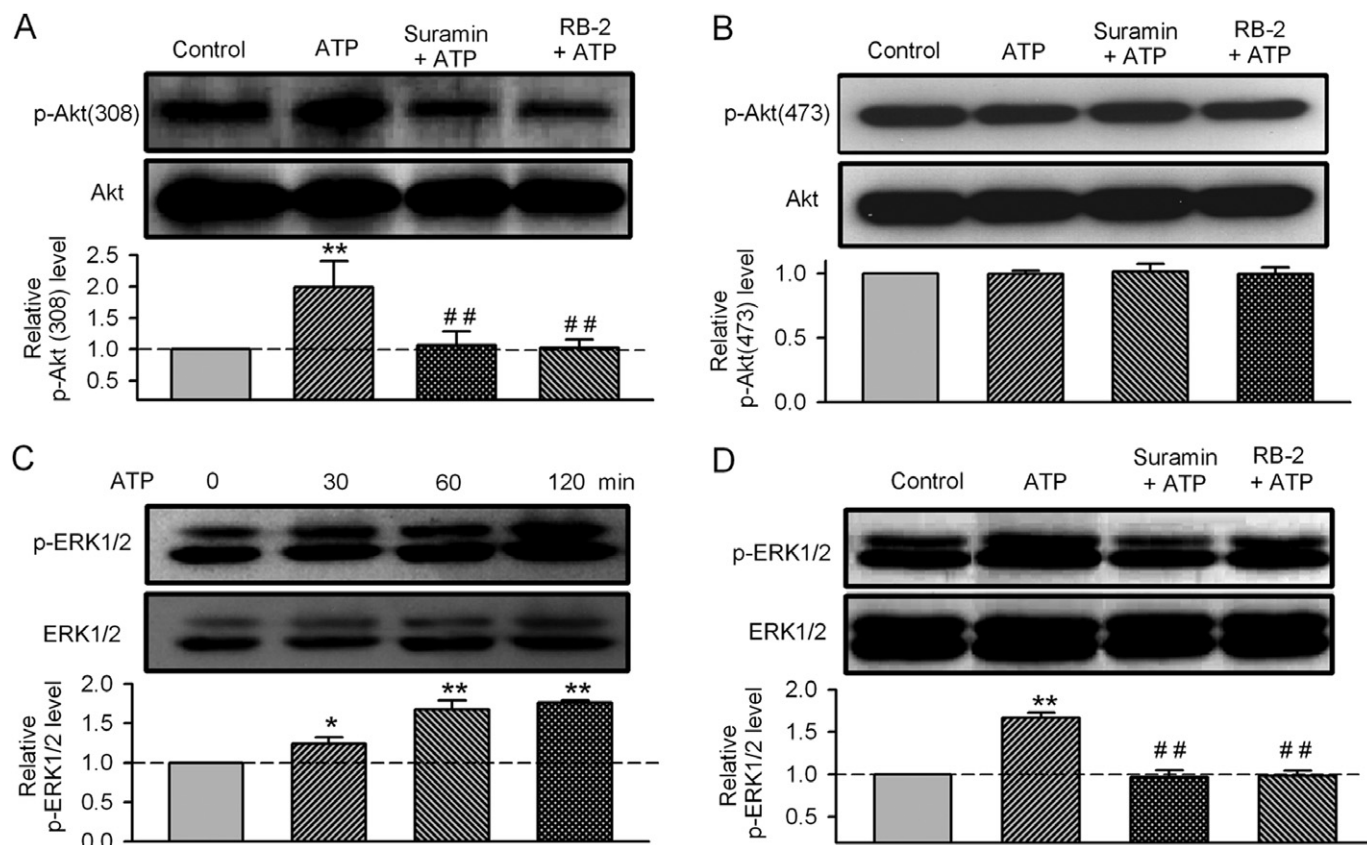 A
Control ATP Suramin + ATP RB-2 + ATP
p-Akt(308)
Akt
Relative
p-Akt (308) level
2.5
2.0
1.5
1.0
0.5
**
##
##
B
Control ATP Suramin + ATP RB-2 + ATP
p-Akt(473)
Akt
Relative
p-Akt(473) level
1.0
0.5
0.0
C
ATP 0 30 60 120 min
p-ERK1/2
ERK1/2
Relative
p-ERK1/2 level
2.0
1.5
1.0
0.5
0.0
*
**
**
D
Control ATP Suramin + ATP RB-2 + ATP
p-ERK1/2
ERK1/2
Relative
p-ERK1/2 level
2.0
1.5
1.0
0.5
**
##
##